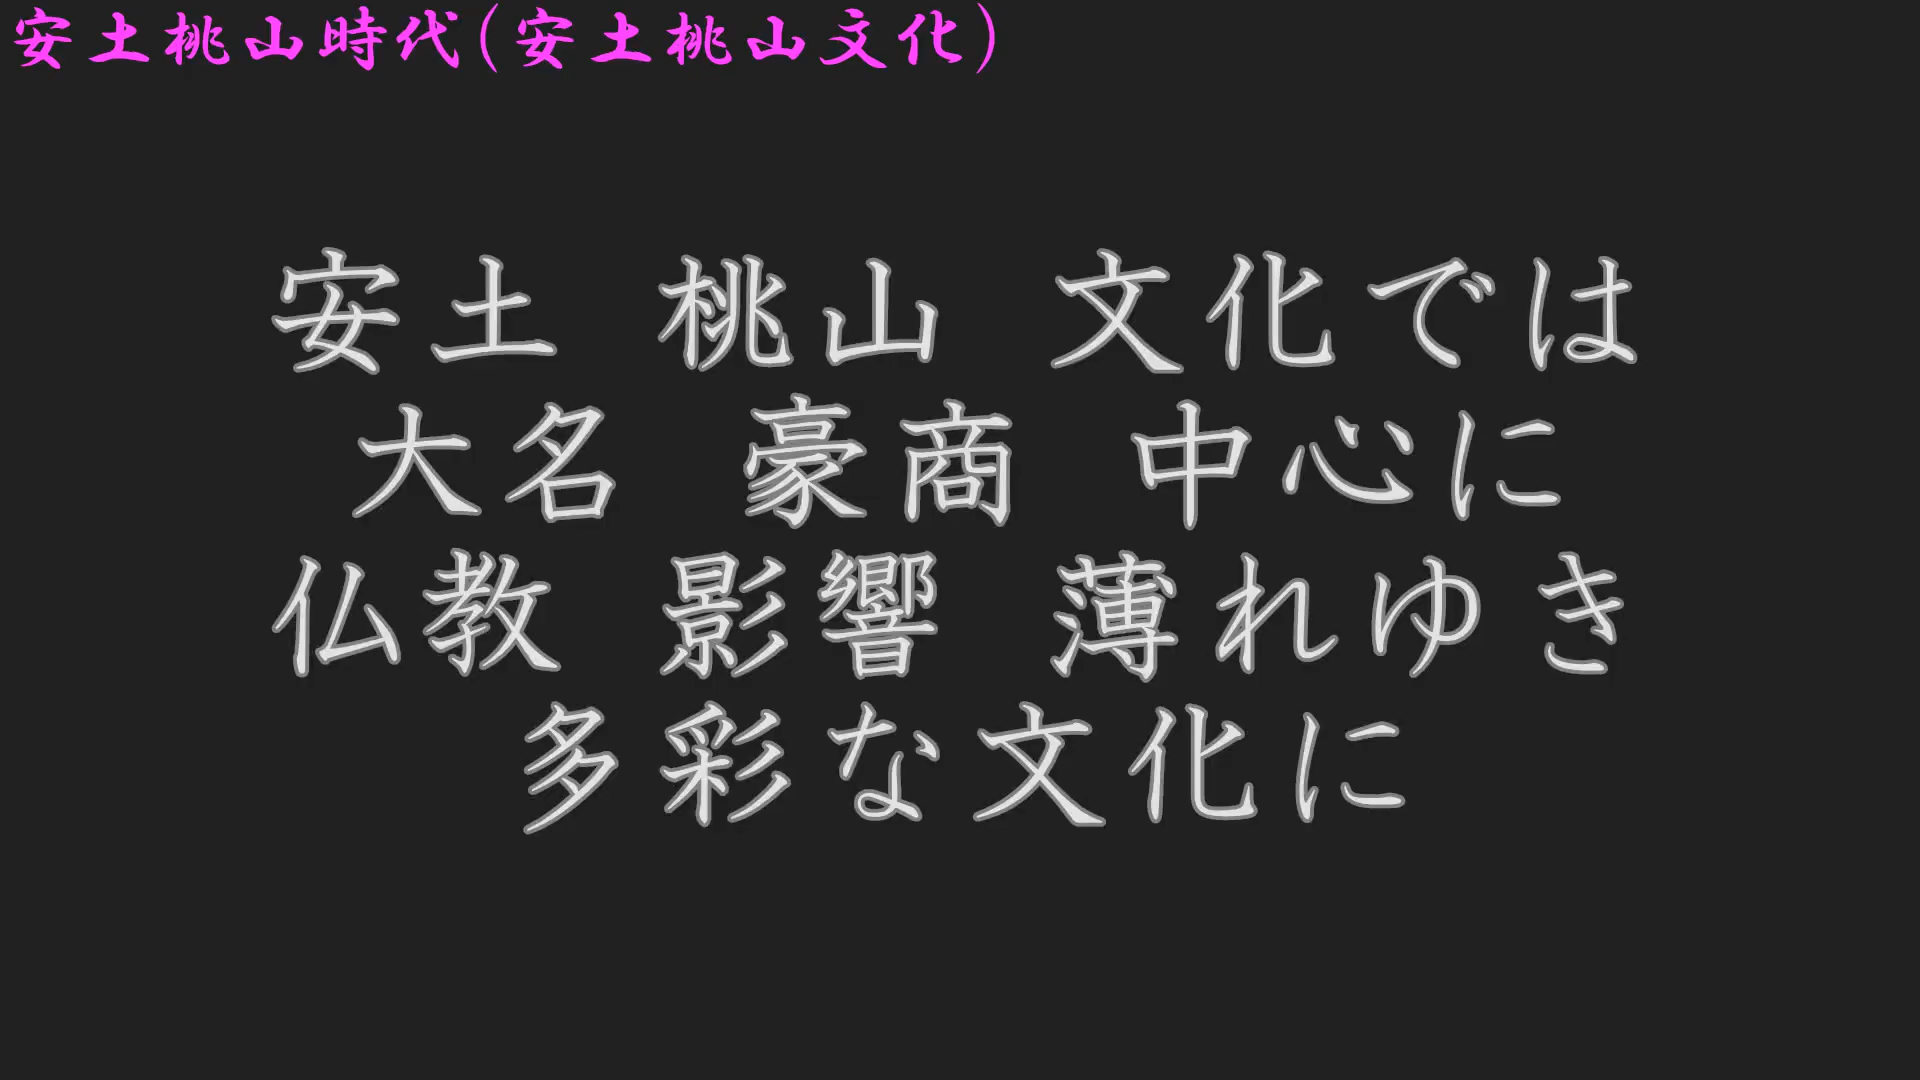 安土桃山時代(安土桃山文化)
安土 桃山 文化では
大名 豪商 中心に
仏教 影響 薄れゆき
多彩な文化に